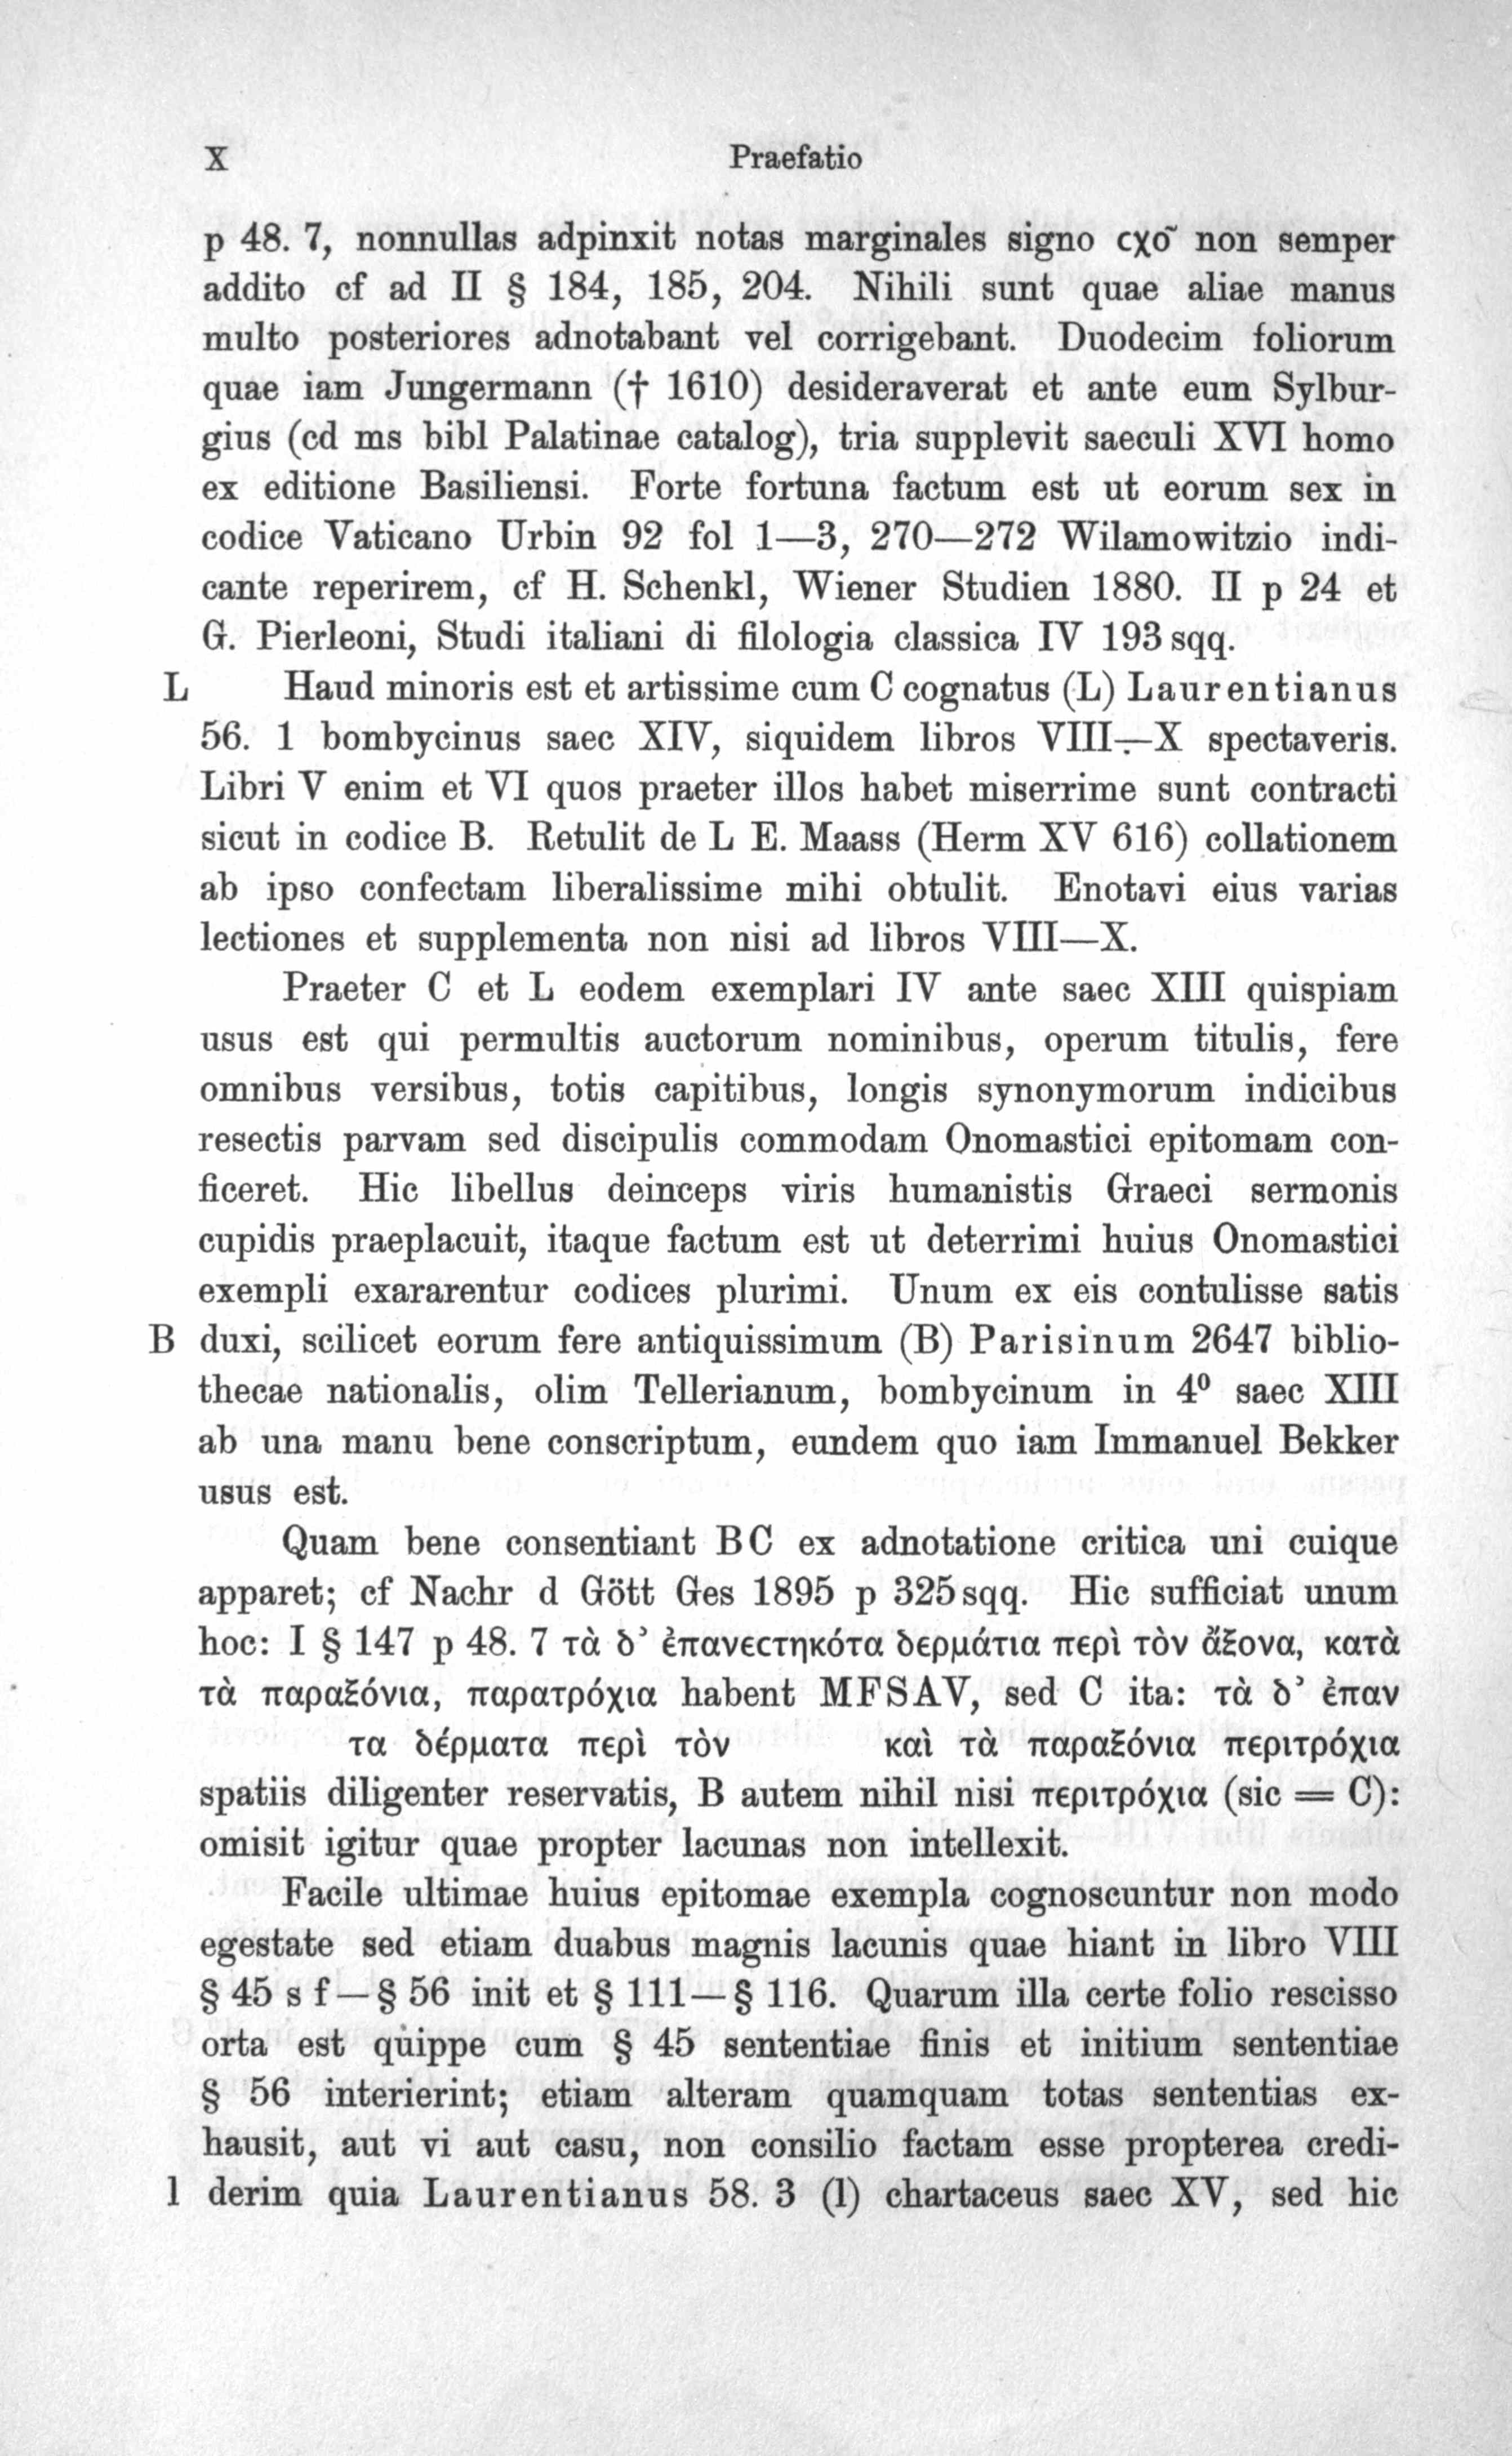 X Praefatio
p 48. 7, nonnullas adpinxit notas marginales signo cχο͂ non semper
addito cf ad II § 184, 185, 204. Nihili sunt quae aliae manus
multo posteriores adnotabant vel corrigebant. Duodecim foliorum
quae iam Jungermann († 1610) desideraverat et ante eum Sylbur-
gius (cd ms bibl Palatinae catalog), tria supplevit saeculi XVI homo
ex editione Basiliensi. Forte fortuna factum est ut eorum sex in
codice Vaticano Urbin 92 fol 1—3, 270—272 Wilamowitzio indi-
cante reperirem, cf H. Schenkl, Wiener Studien 1880. II p 24 et
G. Pierleoni, Studi italiani di filologia classica IV 193 sqq.
L Haud minoris est et artissime cum C cognatus (L) Laurentianus
56. 1 bombycinus saec XIV, siquidem libros VIII—X spectaveris.
Libri V enim et VI quos praeter illos habet miserrime sunt contracti
sicut in codice B. Retulit de L E. Maass (Herm XV 616) collationem
ab ipso confectam liberalissime mihi obtulit. Enotavi eius varias
lectiones et supplementa non nisi ad libros VIII—X.
Praeter C et L eodem exemplari IV ante saec XIII quispiam
usus est qui permultis auctorum nominibus, operum titulis, fere
omnibus versibus, totis capitibus, longis synonymorum indicibus
resectis parvam sed discipulis commodam Onomastici epitomam con-
ficeret. Hic libellus deinceps viris humanistis Graeci sermonis
cupidis praeplacuit, itaque factum est ut deterrimi huius Onomastici
exempli exararentur codices plurimi. Unum ex eis contulisse satis
B duxi, scilicet eorum fere antiquissimum (B) Parisinum 2647 biblio-
thecae nationalis, olim Tellerianum, bombycinum in 4⁰ saec XIII
ab una manu bene conscriptum, eundem quo iam Immanuel Bekker
usus est.
Quam bene consentiant BC ex adnotatione critica uni cuique
apparet; cf Nachr d Gött Ges 1895 p 325 sqq. Hic sufficiat unum
hoc: I § 147 p 48. 7 τὰ δ’ ἐπανεϲτηκότα δερμάτια περὶ τὸν ἄξονα, κατὰ
τὰ παραξόνια, παρατρόχια habent MFSAV, sed C ita: τὰ δ’ ἐπαν
τα δέρματα περὶ τὸν καὶ τὰ παραξόνια περιτρόχια
spatiis diligenter reservatis, B autem nihil nisi περιτρόχια (sic = C):
omisit igitur quae propter lacunas non intellexit.
Facile ultimae huius epitomae exempla cognoscuntur non modo
egestate sed etiam duabus magnis lacunis quae hiant in libro VIII
§ 45 s f — § 56 init et § 111 — § 116. Quarum illa certe folio rescisso
orta est quippe cum § 45 sententiae finis et initium sententiae
§ 56 interierint; etiam alteram quamquam totas sententias ex-
hausit, aut vi aut casu, non consilio factam esse propterea credi-
l derim quia Laurentianus 58. 3 (l) chartaceus saec XV, sed hic